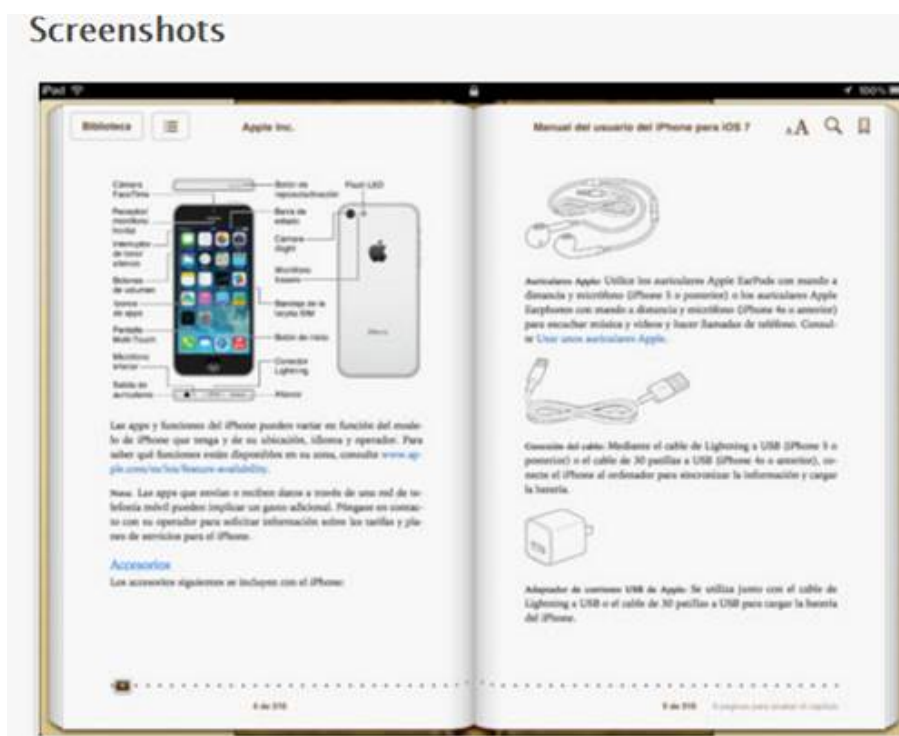 Screenshots
iPad
100%
Biblioteca
Apple Inc.
Manual del usuario del iPhone para iOS 7
AA
Cámara
FaceTime
Receptor/
micrófono
frontal
Interruptor
de tono/
silencio
Botones
de volumen
Iconos
de apps
Pantalla
Multi-Touch
Micrófono
inferior
Salida de
auriculares
Botón de
reposo/activación
Barra de
estado
Cámara
iSight
Micrófono
trasero
Bandeja de la
tarjeta SIM
Botón de inicio
Conector
Lightning
Altavoz
Flash LED
iPhone
Las apps y funciones del iPhone pueden variar en función del mode-
lo de iPhone que tenga y de su ubicación, idioma y operador. Para
saber qué funciones están disponibles en su zona, consulte www.ap-
ple.com/es/ios/feature-availability.
Nota: Las apps que envían o reciben datos a través de una red de te-
lefonía móvil pueden implicar un gasto adicional. Póngase en contac-
to con su operador para solicitar información sobre las tarifas y pla-
nes de servicios para el iPhone.
Accesorios
Los accesorios siguientes se incluyen con el iPhone:
de 516
Auriculares Apple: Utilice los auriculares Apple EarPods con mando a
distancia y micrófono (iPhone 5 o posterior) o los auriculares Apple
Earphones con mando a distancia y micrófono (iPhone 4s o anterior)
para escuchar música y vídeos y hacer llamadas de teléfono. Consul-
te Usar unos auriculares Apple.
Conexión del cable: Mediante el cable de Lightning a USB (iPhone 5 o
posterior) o el cable de 30 patillas a USB (iPhone 4s o anterior), co-
necte el iPhone al ordenador para sincronizar la información y cargar
la batería.
Adaptador de corriente USB de Apple: Se utiliza junto con el cable de
Lightning a USB o el cable de 30 patillas a USB para cargar la batería
del iPhone.
de 516
páginas para acabar el capítulo